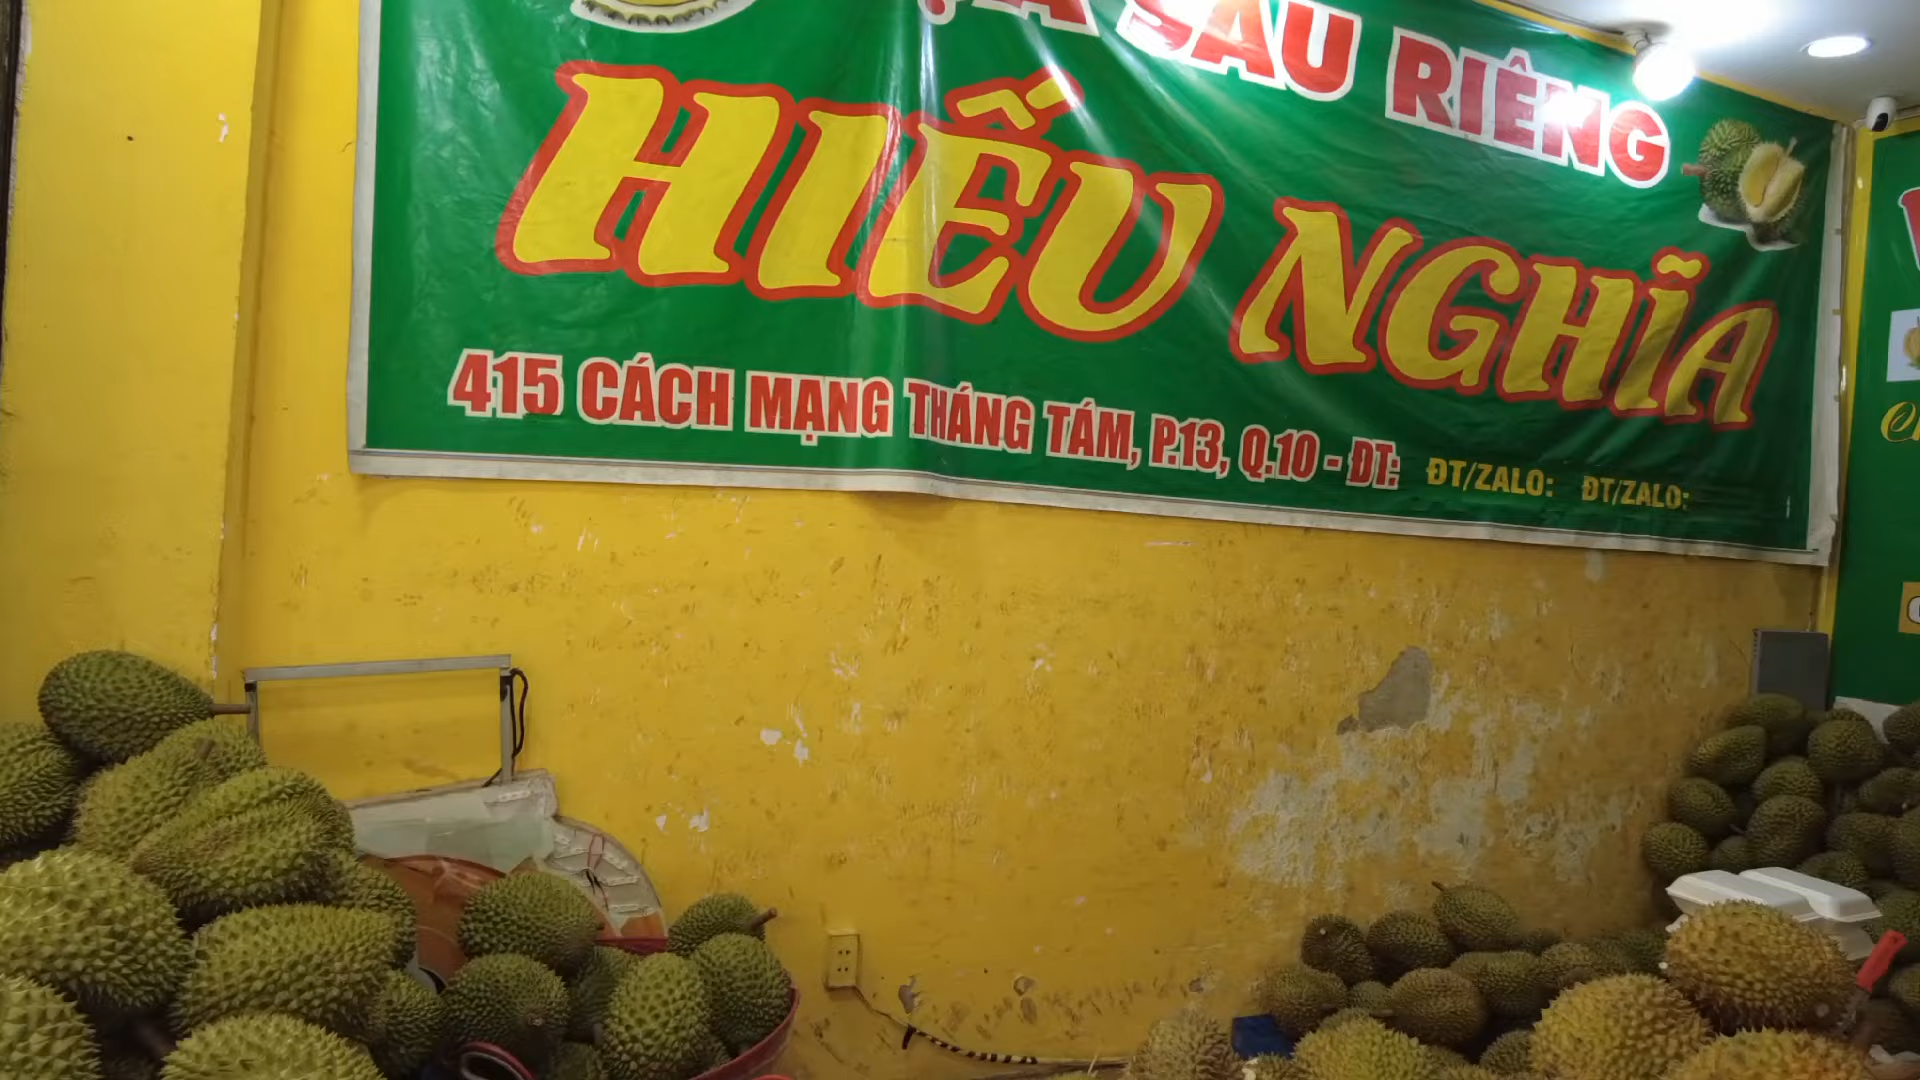 SẦU RIÊNG
HIẾU NGHĨA
415 CÁCH MẠNG THÁNG TÁM, P.13, Q.10 - ĐT: ĐT/ZALO: ĐT/ZALO: